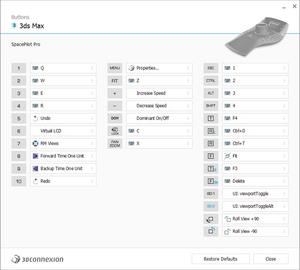 Buttons
3ds Max
SpacePilot Pro
1 Q
2 W
3 E
4 R
5 Undo
6 Virtual LCD
7 RM Views
8 Forward Time One Unit
9 Backup Time One Unit
10 Redo
MENU Properties...
FIT Z
+ Increase Speed
- Decrease Speed
DOM Dominant On/Off
C
PAN ZOOM X
ESC 1
CTRL 2
ALT 3
SHIFT 4
T F4
Ctrl+0
Ctrl+T
Fit
F3
Delete
UI: viewportToggle
UI: viewportToggleAlt
Roll View +90
Roll View -90
3Dconnexion
Restore Defaults
Close